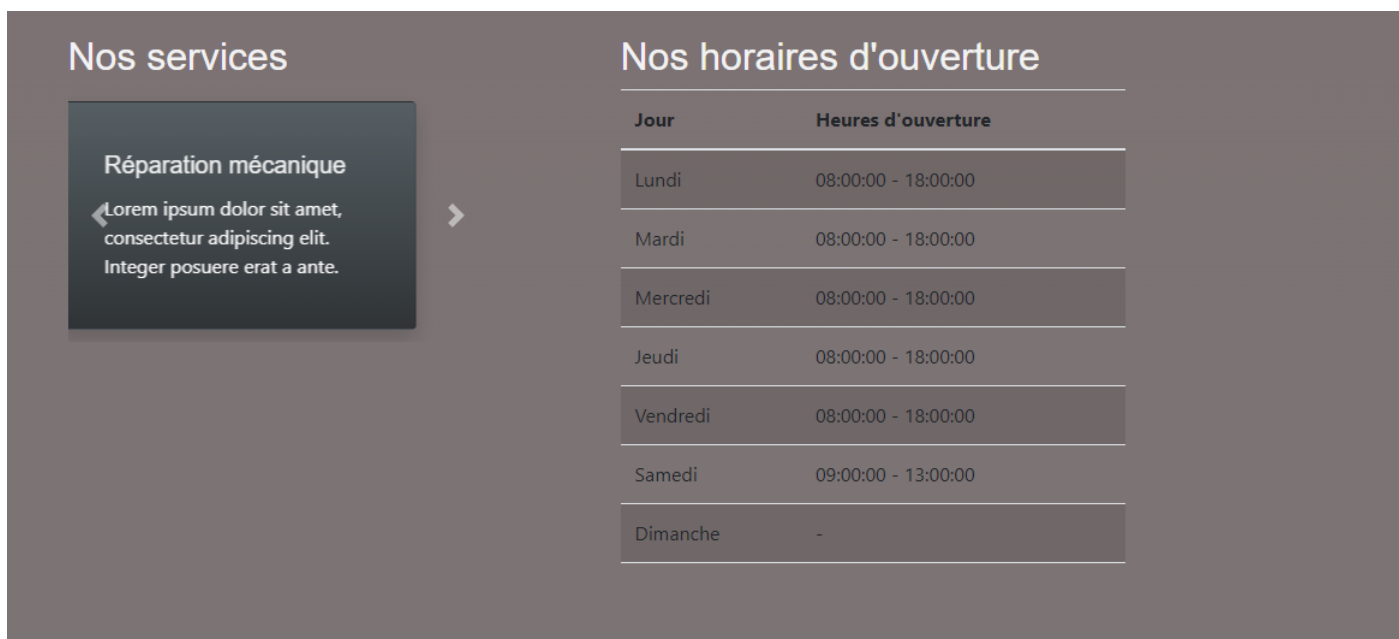 Nos services
Réparation mécanique
Lorem ipsum dolor sit amet,
consectetur adipiscing elit.
Integer posuere erat a ante.
Nos horaires d'ouverture
Jour Heures d'ouverture
Lundi 08:00:00 - 18:00:00
Mardi 08:00:00 - 18:00:00
Mercredi 08:00:00 - 18:00:00
Jeudi 08:00:00 - 18:00:00
Vendredi 08:00:00 - 18:00:00
Samedi 09:00:00 - 13:00:00
Dimanche -